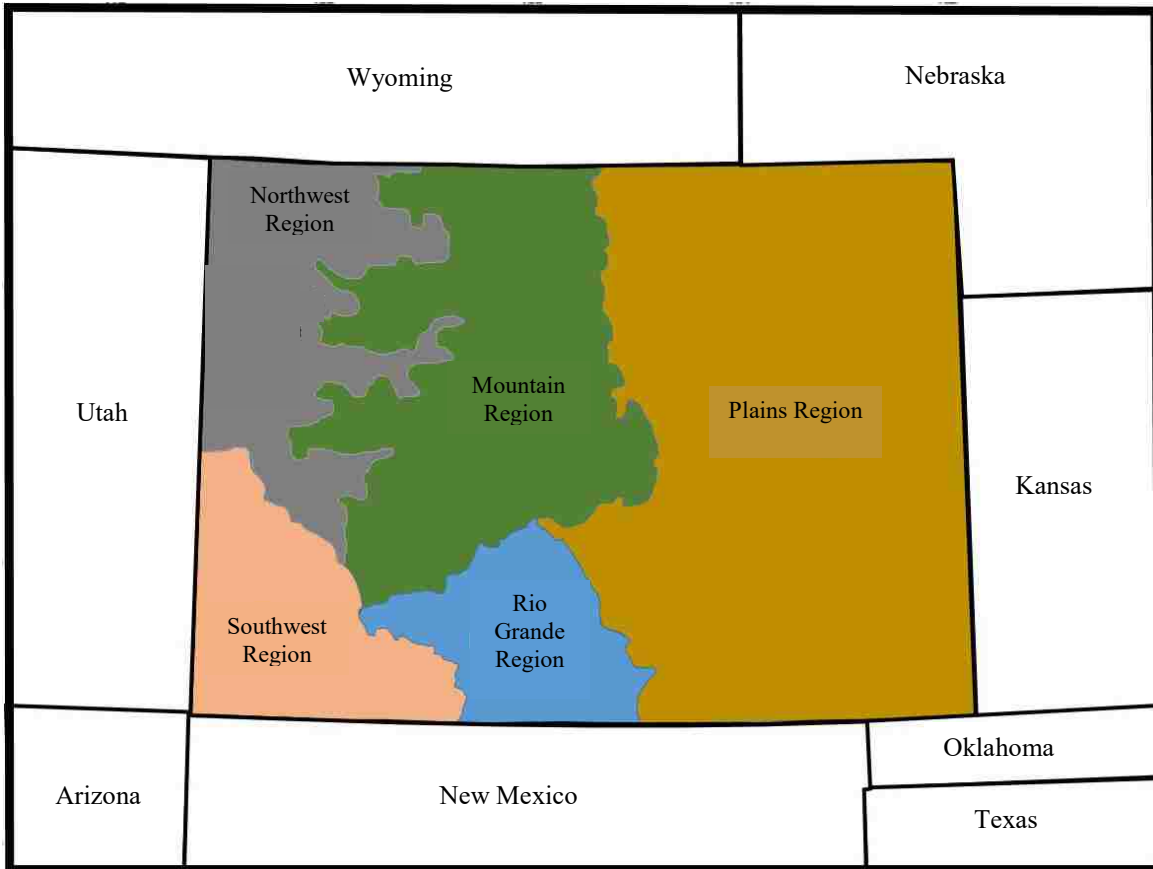 Wyoming
Nebraska
Northwest
Region
Utah
Mountain
Region
Plains Region
Kansas
Southwest
Region
Rio
Grande
Region
Arizona
New Mexico
Oklahoma
Texas